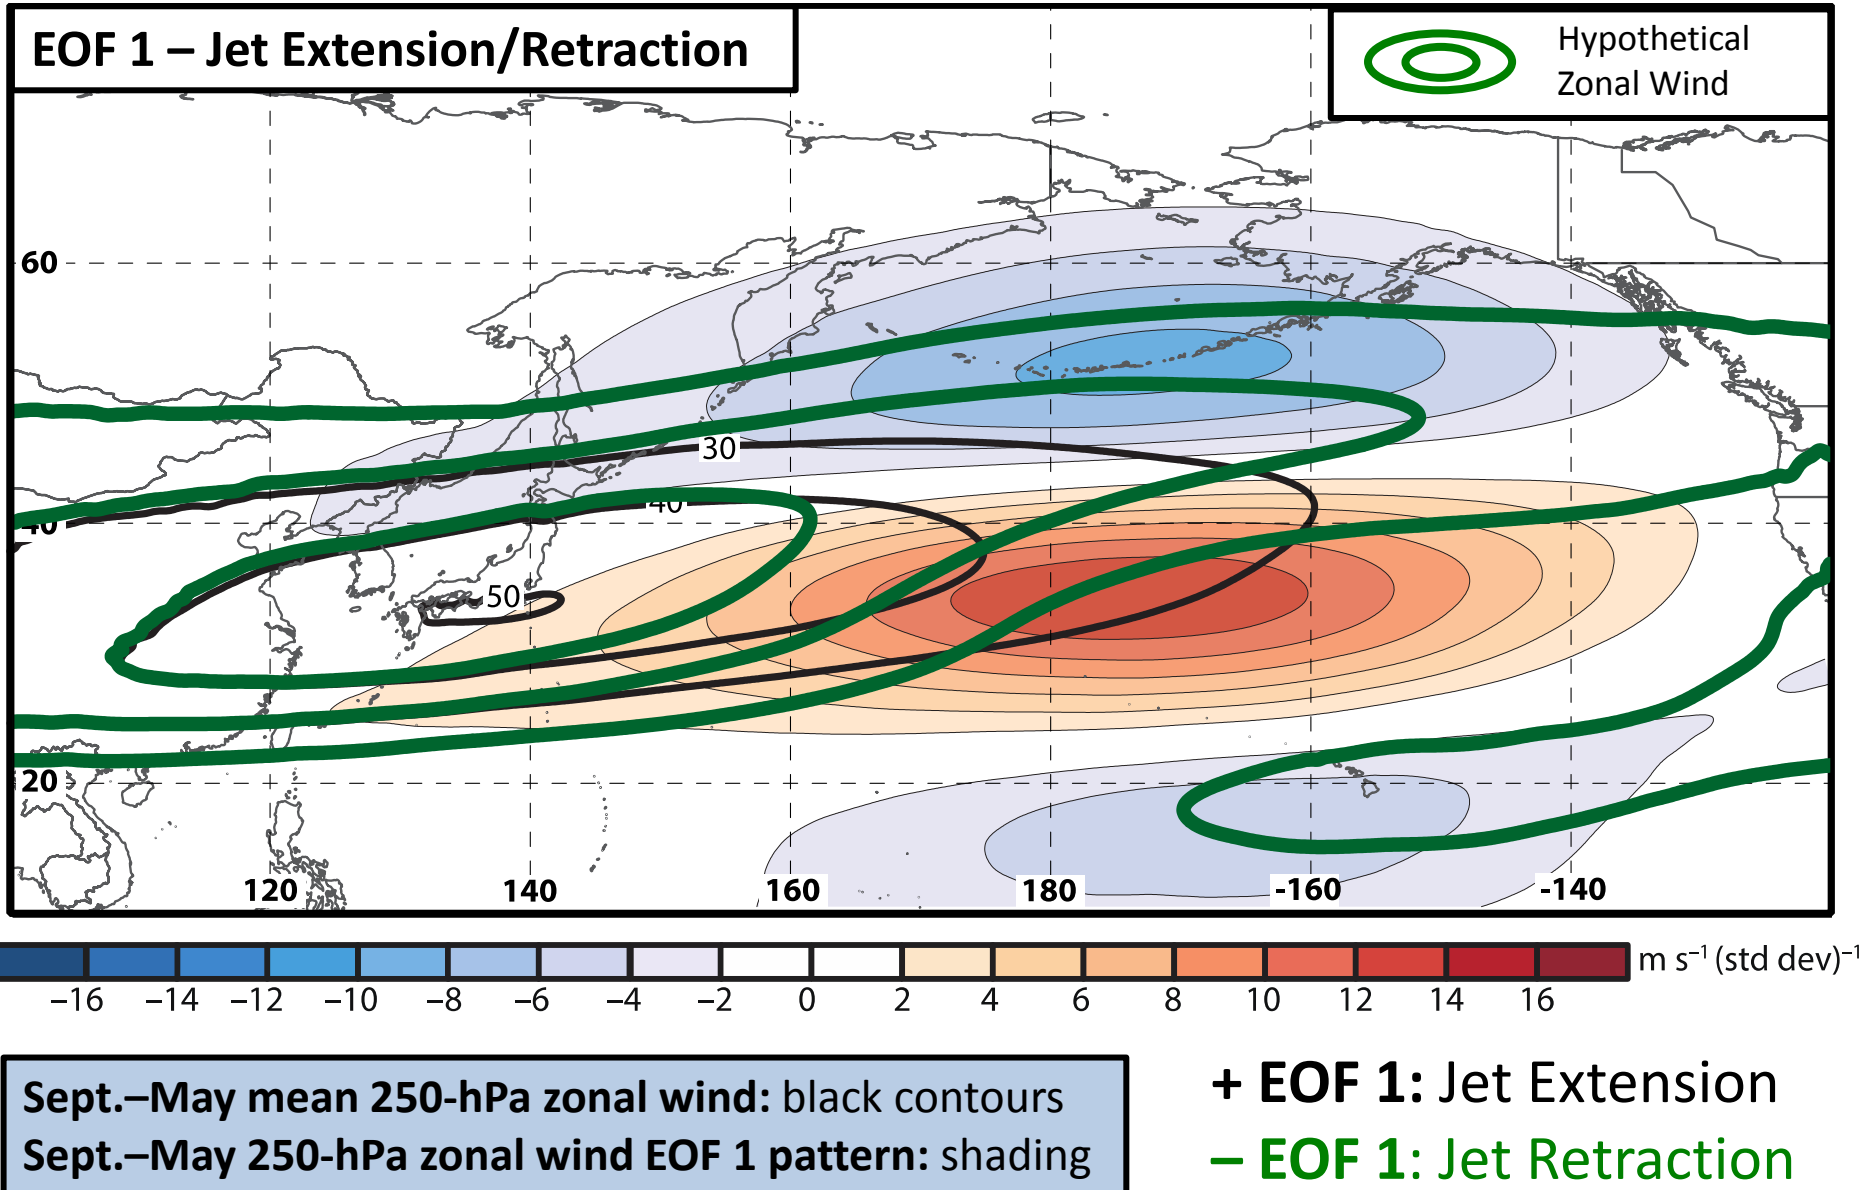 EOF 1 – Jet Extension/Retraction
Hypothetical
Zonal Wind
60
30
40
40
50
20
120 140 160 180 -160 -140
m s⁻¹ (std dev)⁻¹
−16 −14 −12 −10 −8 −6 −4 −2 0 2 4 6 8 10 12 14 16
Sept.–May mean 250-hPa zonal wind: black contours
Sept.–May 250-hPa zonal wind EOF 1 pattern: shading
+ EOF 1: Jet Extension
– EOF 1: Jet Retraction